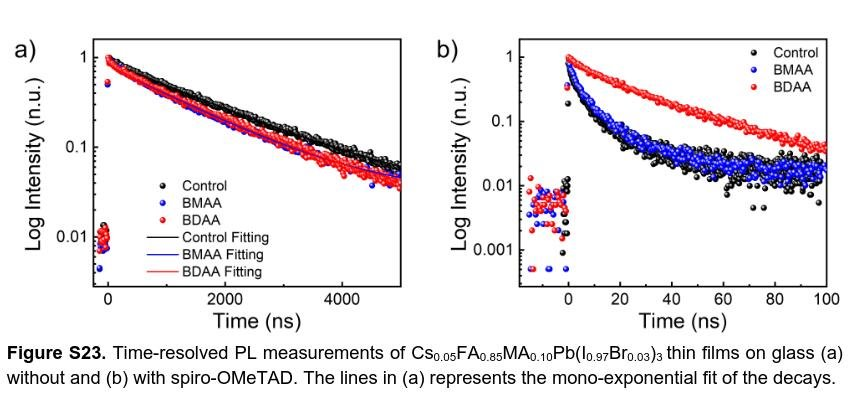 a)
Log Intensity (n.u.)
1
0.1
0.01
Control
BMAA
BDAA
Control Fitting
BMAA Fitting
BDAA Fitting
0
2000
4000
Time (ns)
b)
Log Intensity (n.u.)
1
0.1
0.01
0.001
Control
BMAA
BDAA
0
20
40
60
80
100
Time (ns)
Figure S23. Time-resolved PL measurements of Cs0.05FA0.85MA0.10Pb(I0.97Br0.03)3 thin films on glass (a)
without and (b) with spiro-OMeTAD. The lines in (a) represents the mono-exponential fit of the decays.